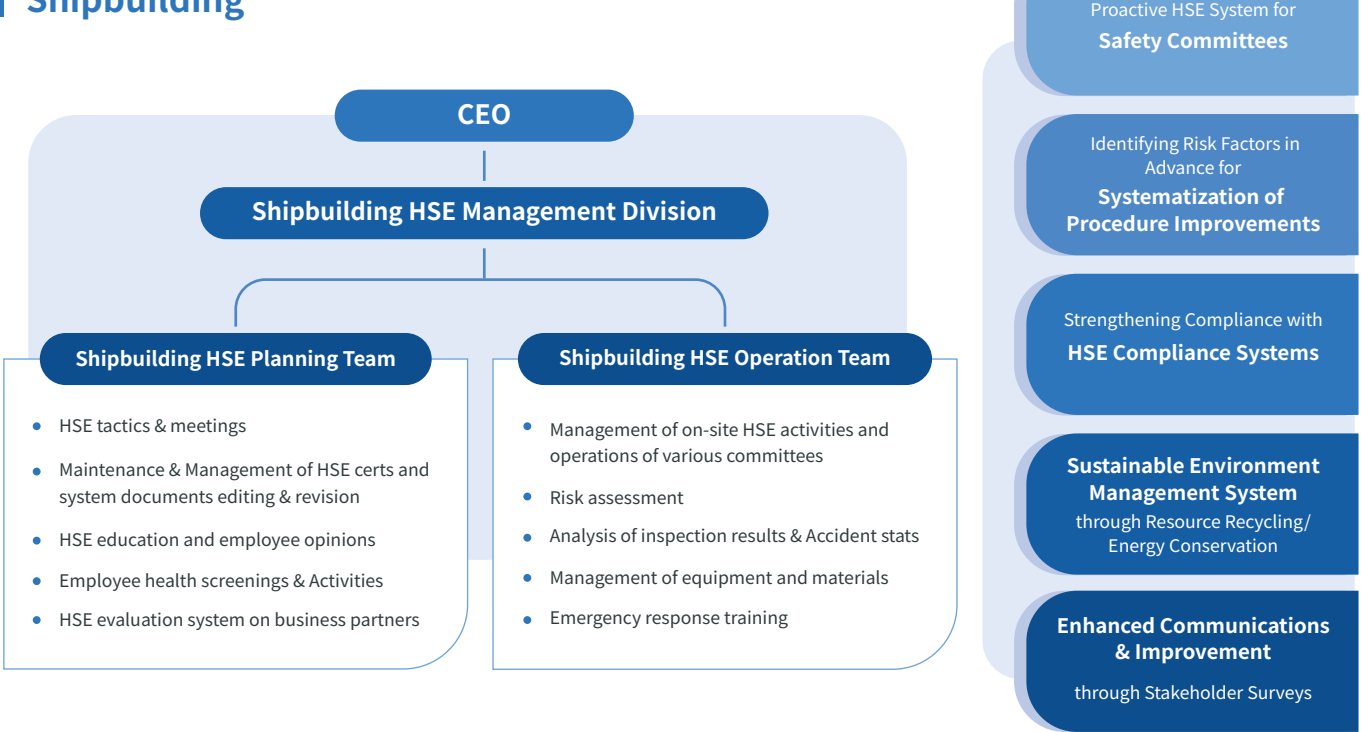 Shipbuilding
CEO
Shipbuilding HSE Management Division
Shipbuilding HSE Planning Team
HSE tactics & meetings
Maintenance & Management of HSE certs and
system documents editing & revision
HSE education and employee opinions
Employee health screenings & Activities
HSE evaluation system on business partners
Shipbuilding HSE Operation Team
Management of on-site HSE activities and
operations of various committees
Risk assessment
Analysis of inspection results & Accident stats
Management of equipment and materials
Emergency response training
Proactive HSE System for
Safety Committees
Identifying Risk Factors in
Advance for
Systematization of
Procedure Improvements
Strengthening Compliance with
HSE Compliance Systems
Sustainable Environment
Management System
through Resource Recycling/
Energy Conservation
Enhanced Communications
& Improvement
through Stakeholder Surveys